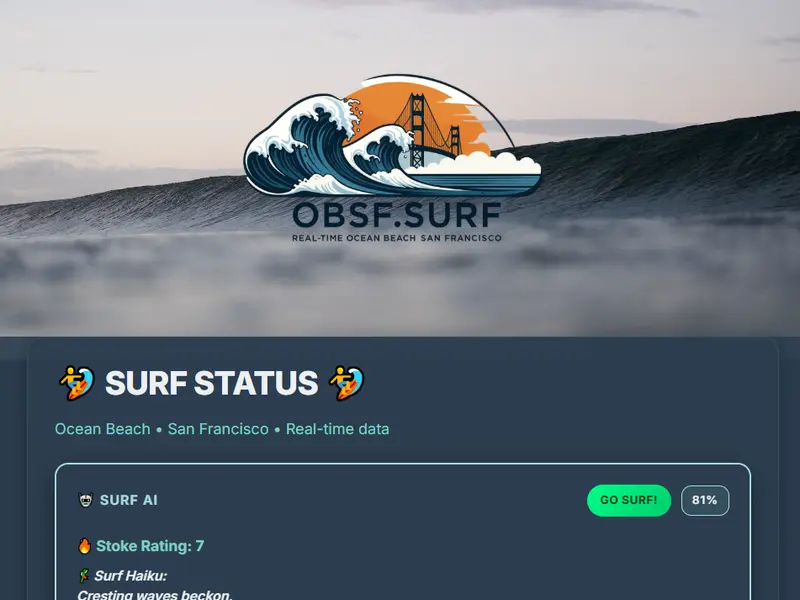 OBSF.SURF
REAL-TIME OCEAN BEACH SAN FRANCISCO
SURF STATUS
Ocean Beach • San Francisco • Real-time data
SURF AI
GO SURF!
81%
Stoke Rating: 7
Surf Haiku:
Cresting waves beckon,